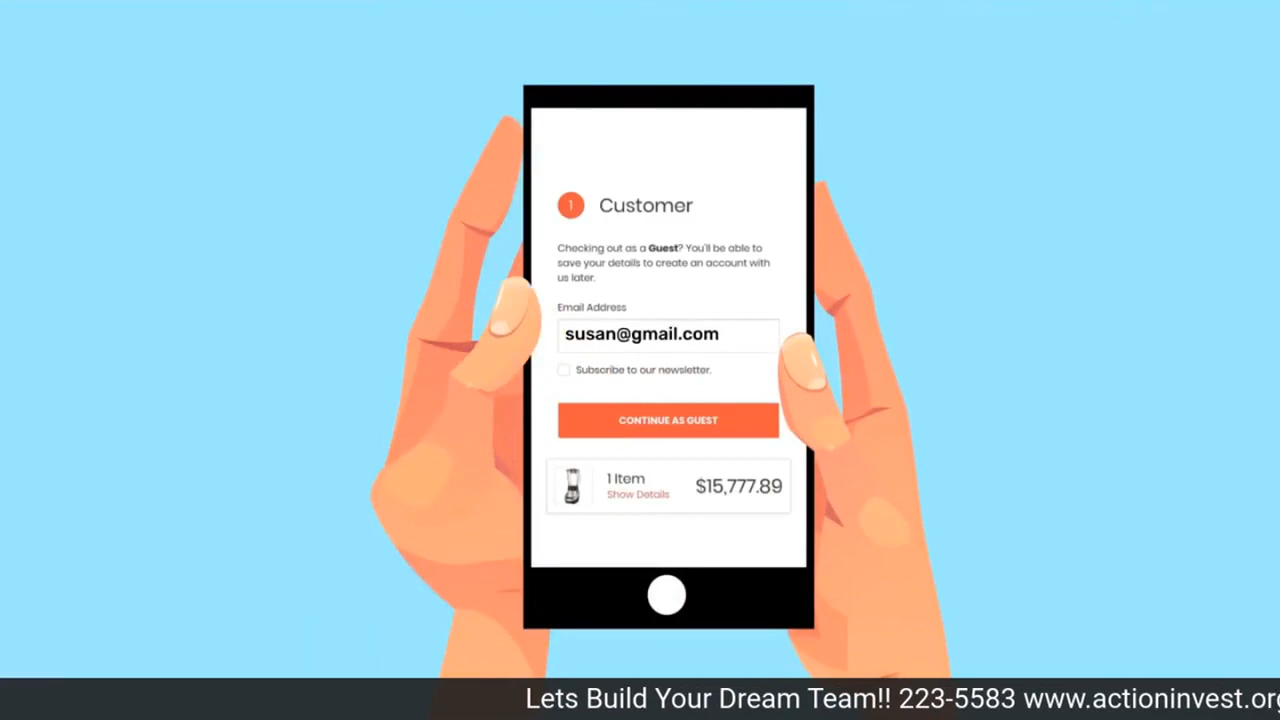 1 Customer
Checking out as a Guest? You'll be able to
save your details to create an account with
us later.
Email Address
susan@gmail.com
Subscribe to our newsletter.
CONTINUE AS GUEST
1 Item
Show Details
$15,777.89
Lets Build Your Dream Team!! 223-5583 www.actioninvest.org